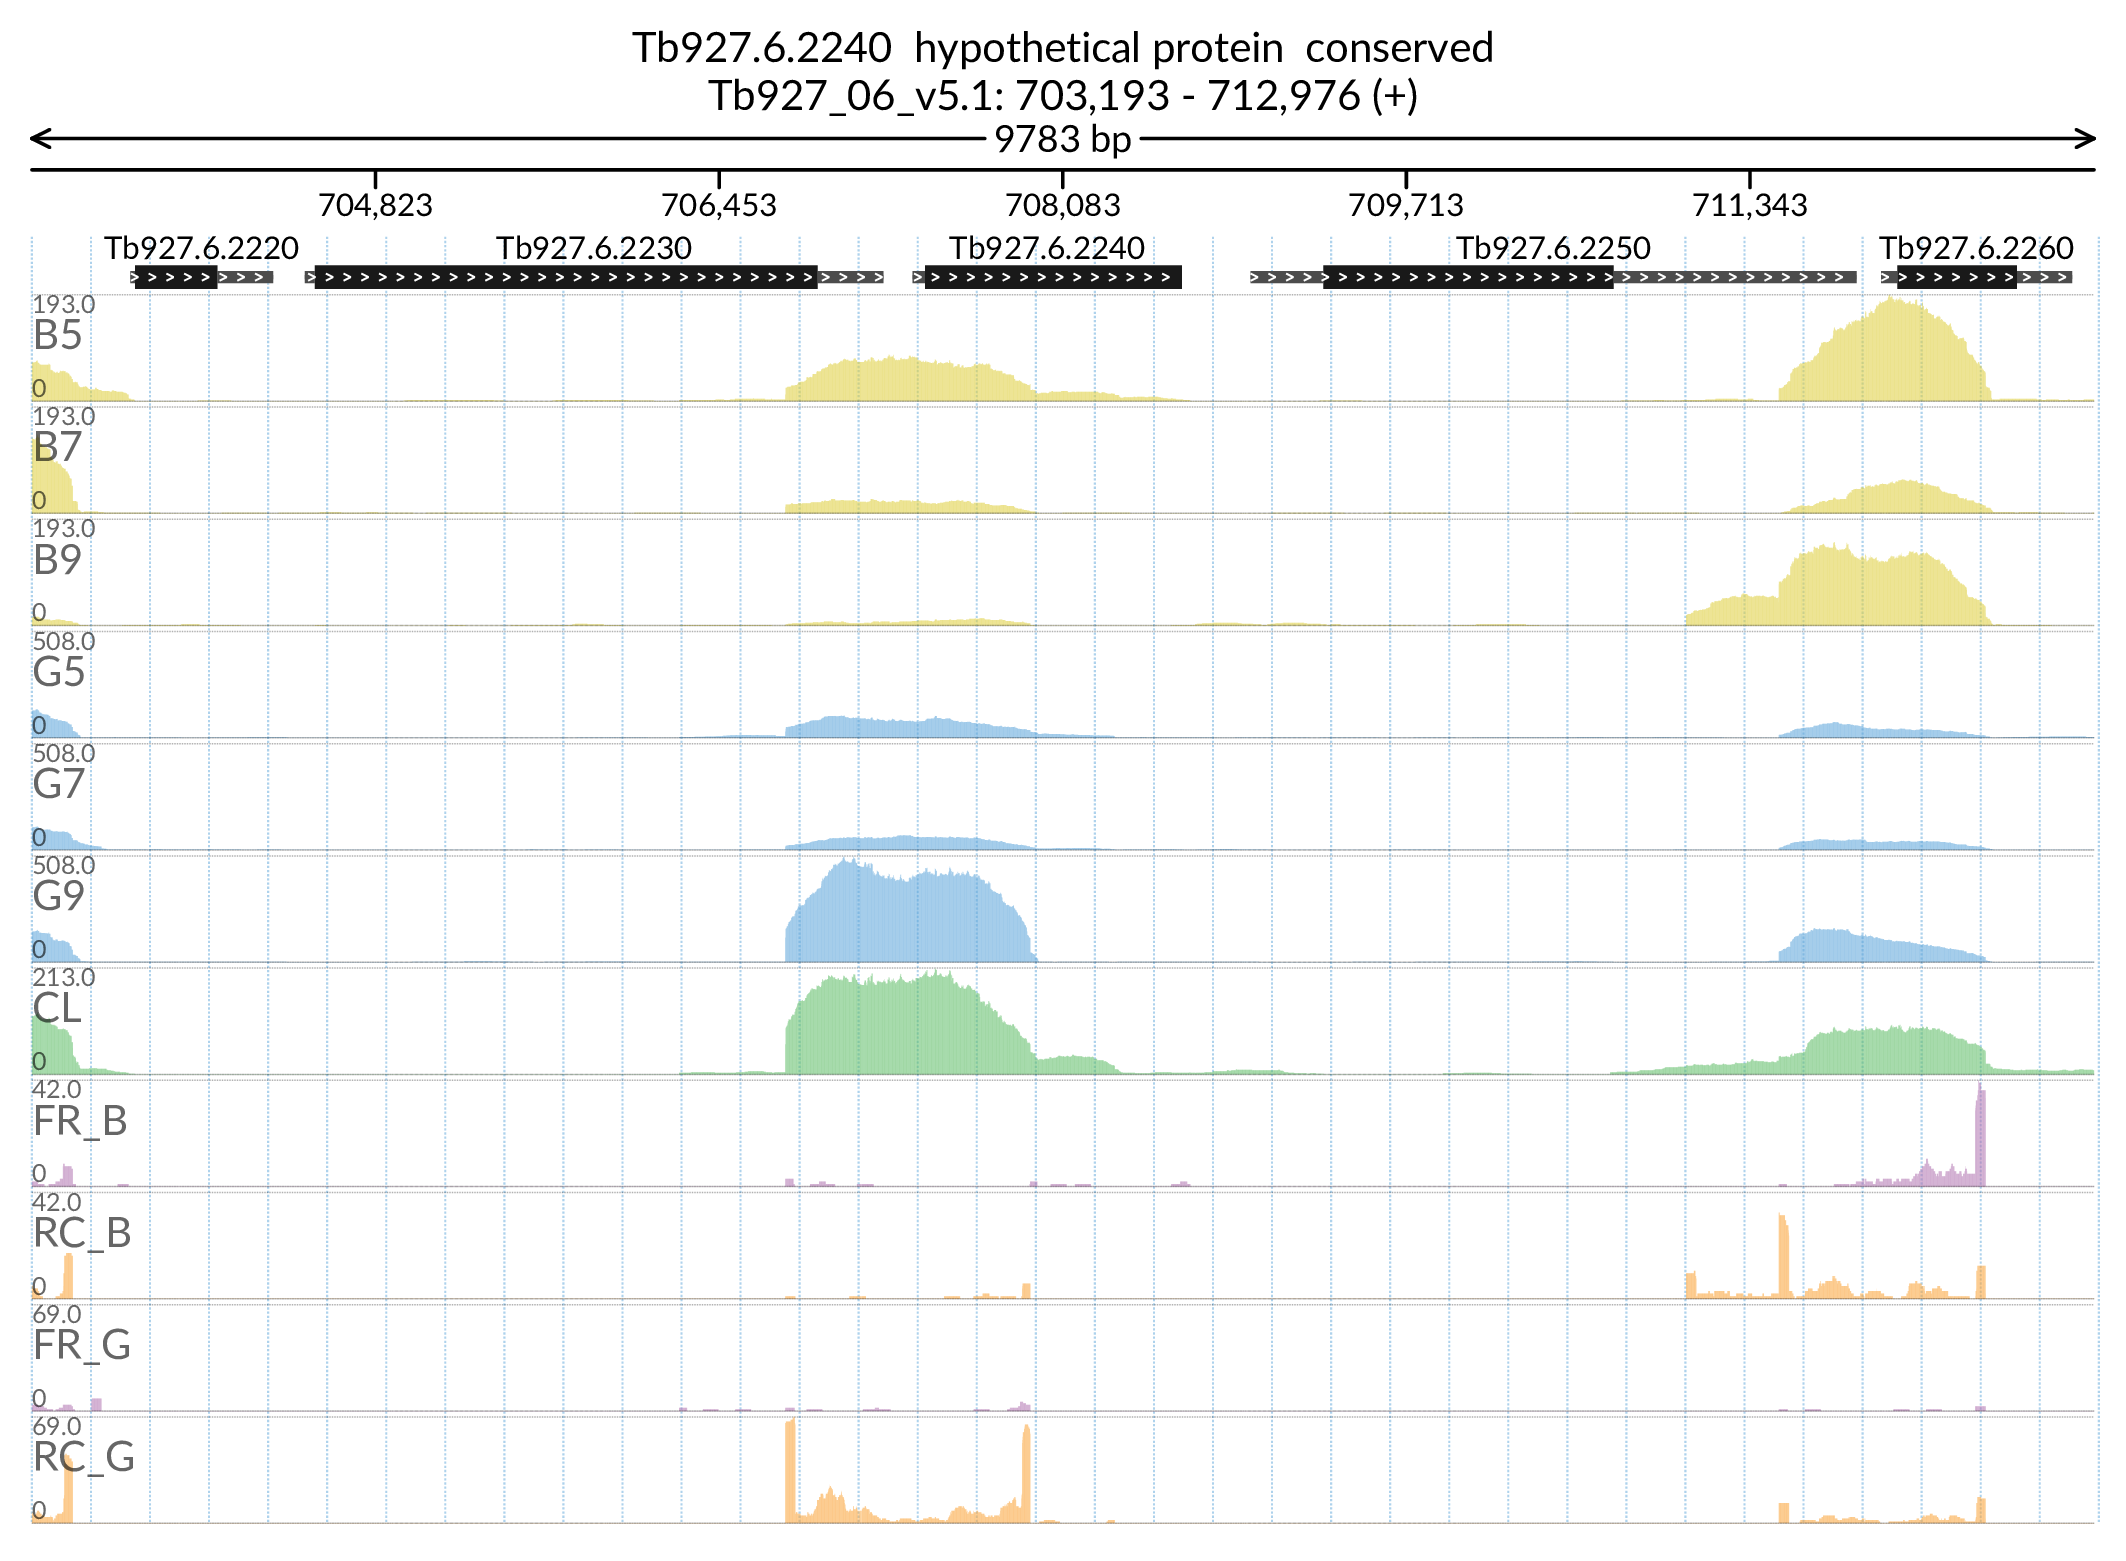 Tb927.6.2240 hypothetical protein conserved
Tb927_06_v5.1: 703,193 - 712,976 (+)
9783 bp
704,823 706,453 708,083 709,713 711,343
Tb927.6.2220 Tb927.6.2230 Tb927.6.2240 Tb927.6.2250 Tb927.6.2260
193.0
B5
0
193.0
B7
0
193.0
B9
0
508.0
G5
0
508.0
G7
0
508.0
G9
0
213.0
CL
0
42.0
FR_B
0
42.0
RC_B
0
69.0
FR_G
0
69.0
RC_G
0